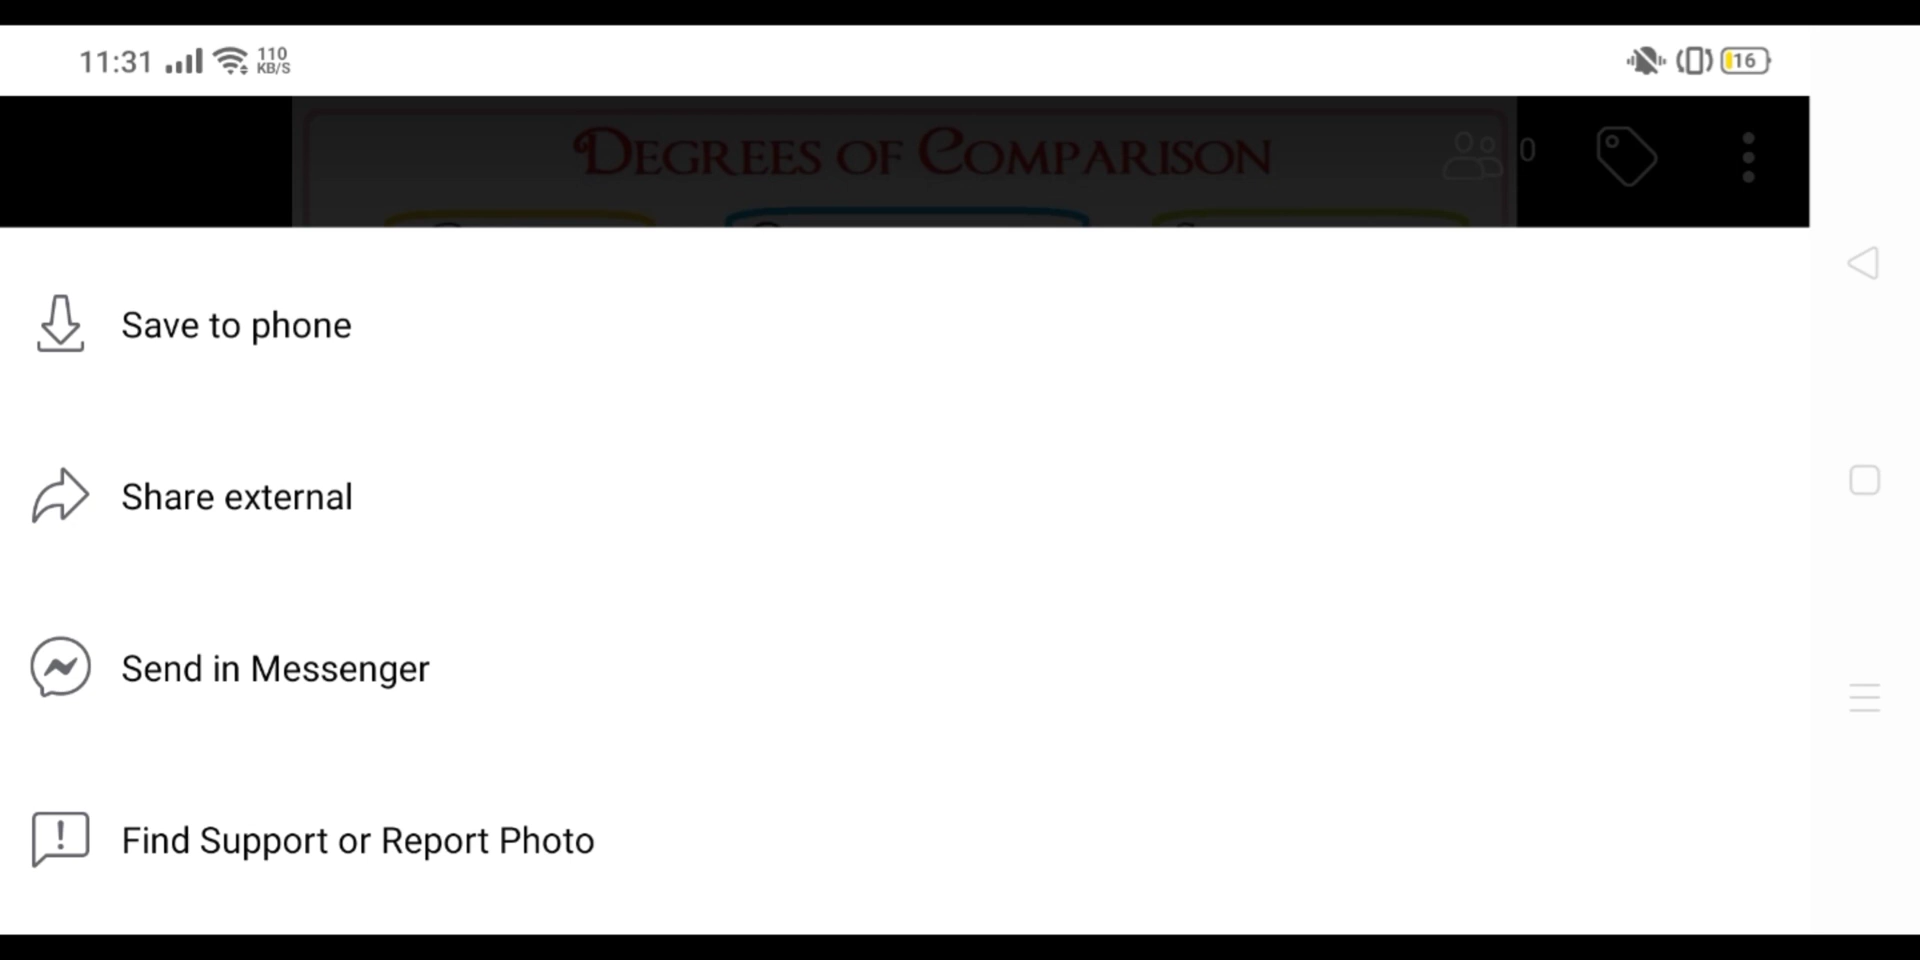 11:31 110 KB/S 16
DEGREES OF COMPARISON 0
Save to phone
Share external
Send in Messenger
Find Support or Report Photo